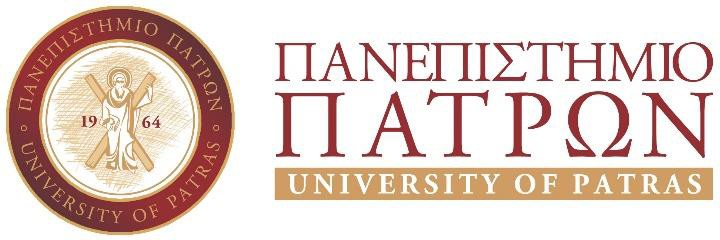 ΠΑΝΕΠΙΣΤΗΜΙΟ ΠΑΤΡΩΝ
19 64
UNIVERSITY OF PATRAS
ΠΑΝΕΠΙΣΤΗΜΙΟ
ΠΑΤΡΩΝ
UNIVERSITY OF PATRAS